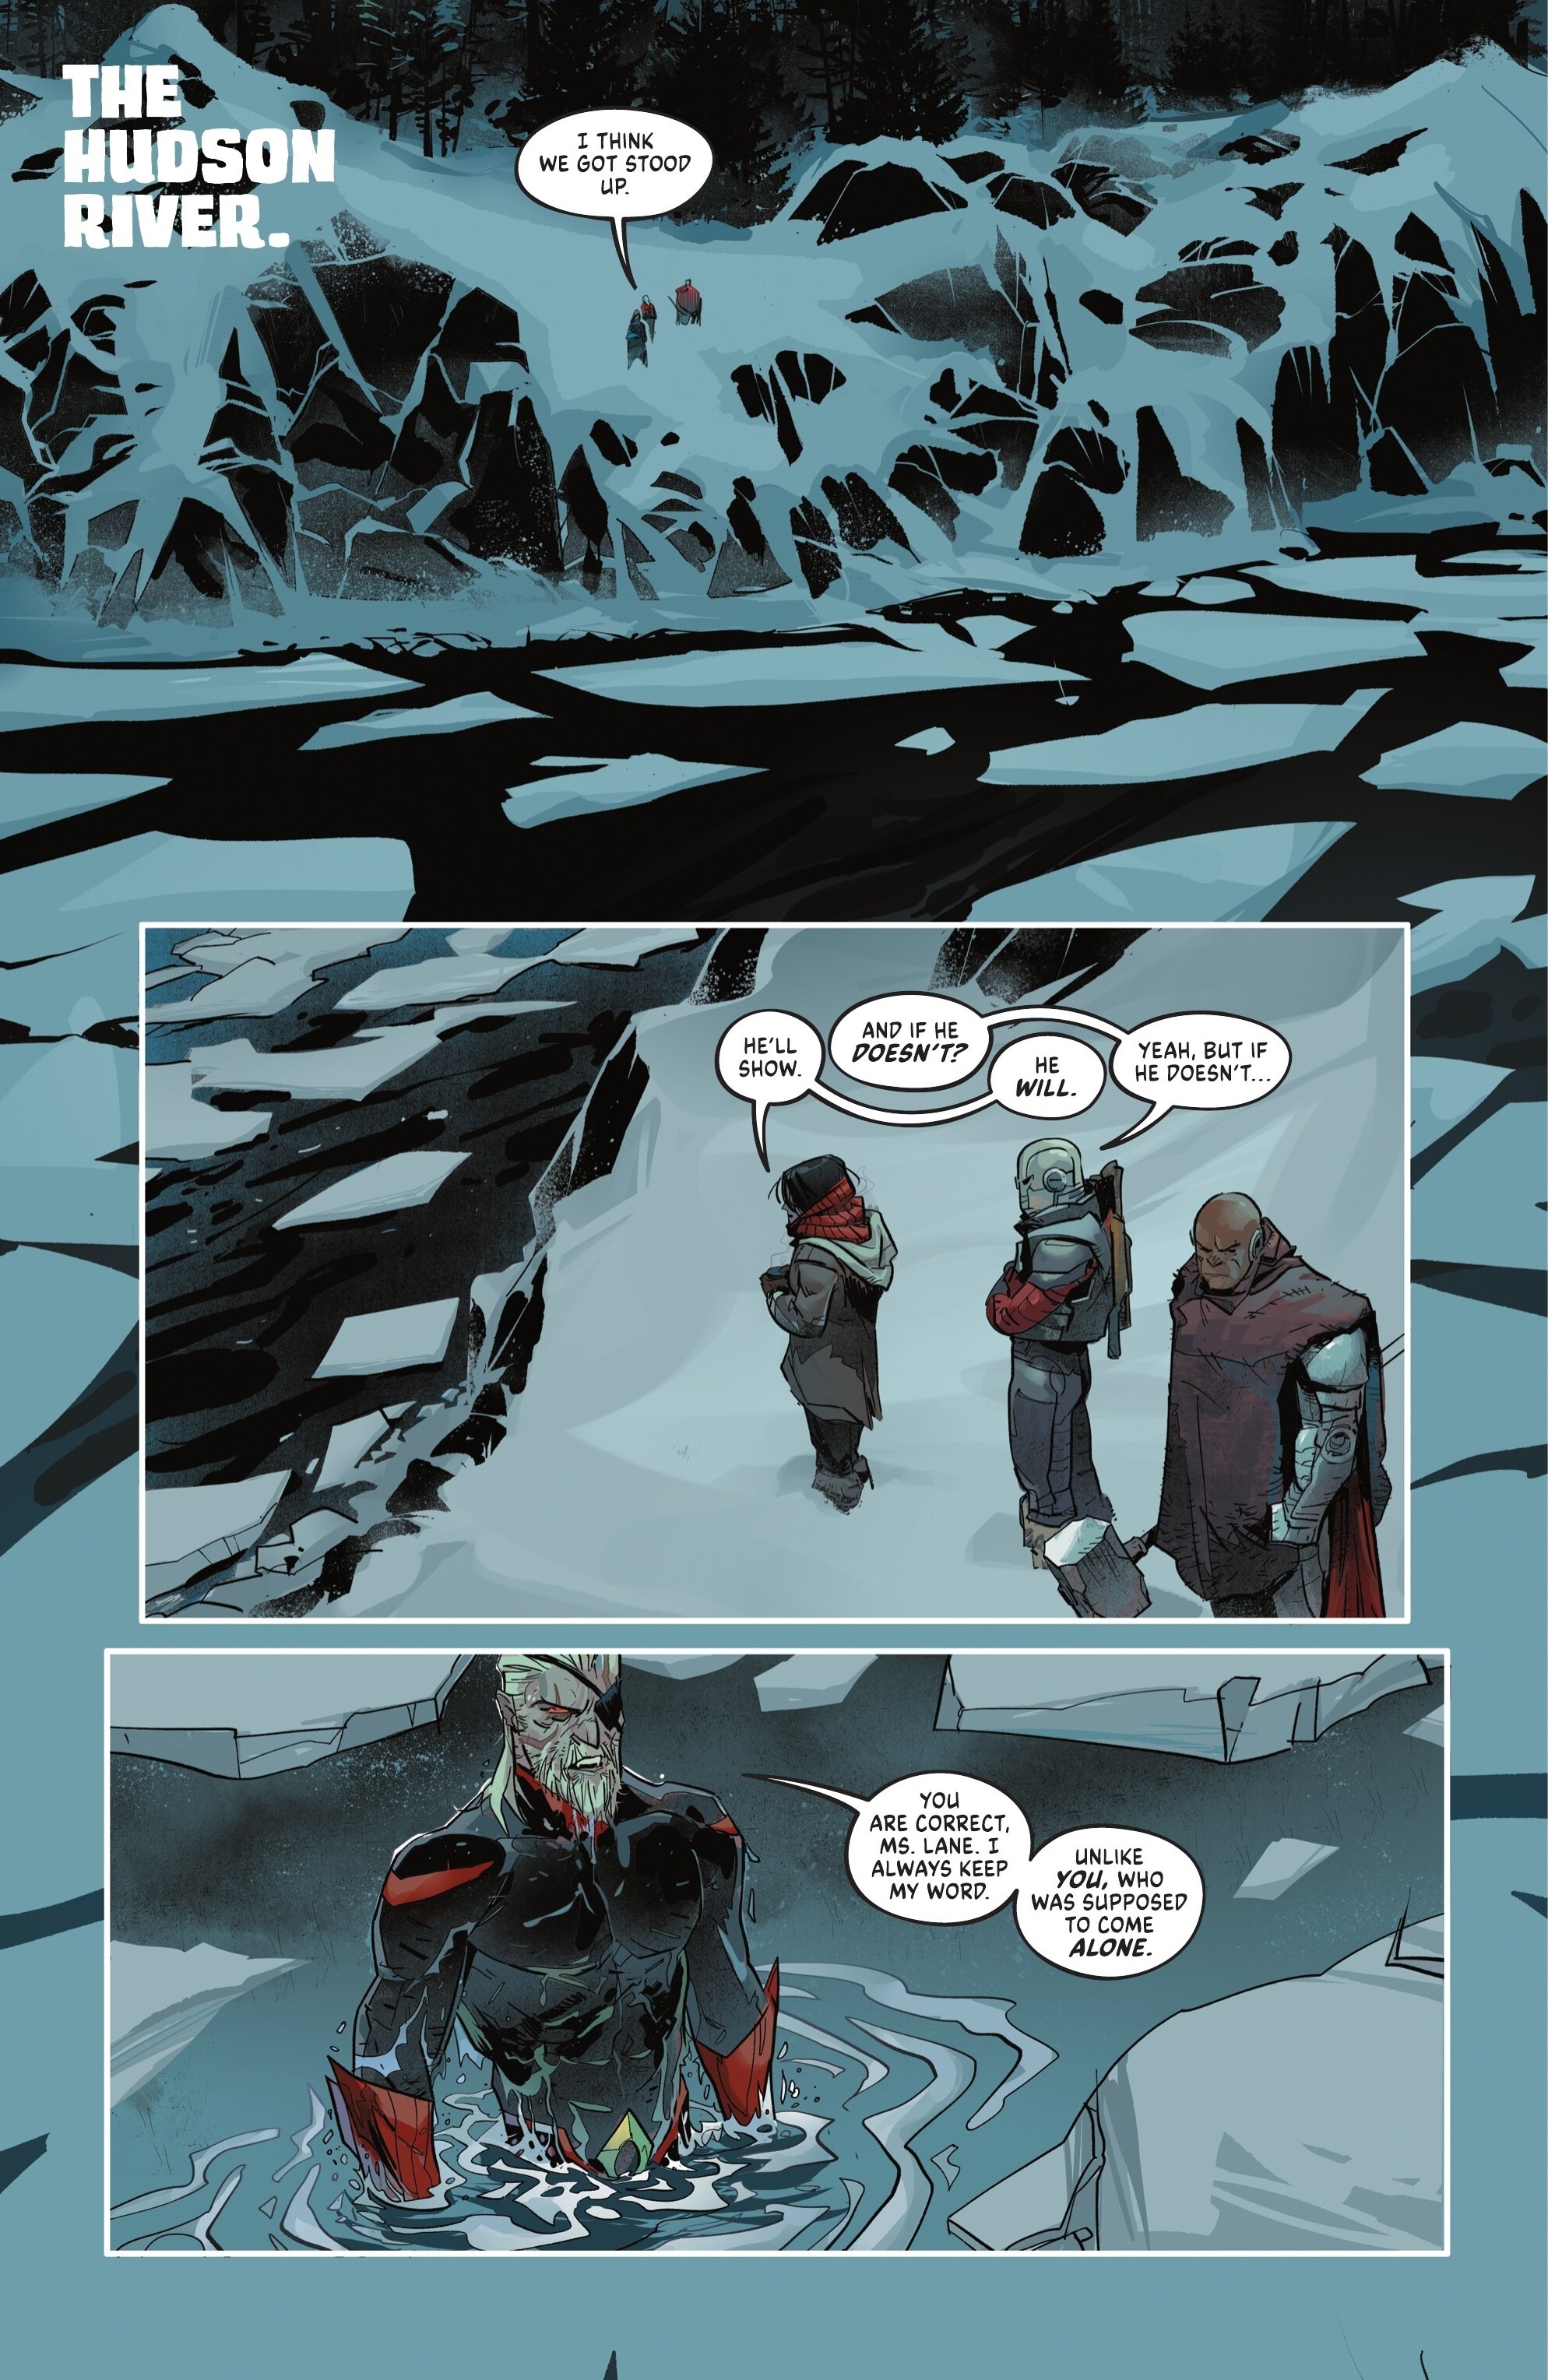 THE
HUDSON
RIVER.
I THINK
WE GOT STOOD
UP.
HE'LL
SHOW.
AND IF HE
DOESN'T?
HE
WILL.
YEAH, BUT IF
HE DOESN'T...
YOU
ARE CORRECT,
MS. LANE. I
ALWAYS KEEP
MY WORD.
UNLIKE
YOU, WHO
WAS SUPPOSED
TO COME
ALONE.